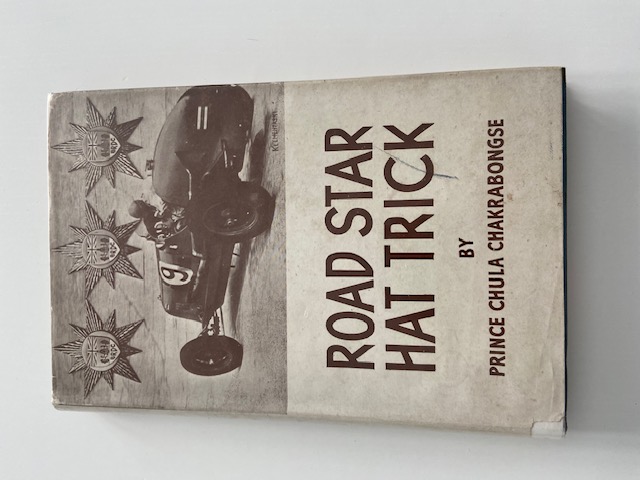 ROAD STAR
HAT TRICK
BY
PRINCE CHULA CHAKRABONGSE